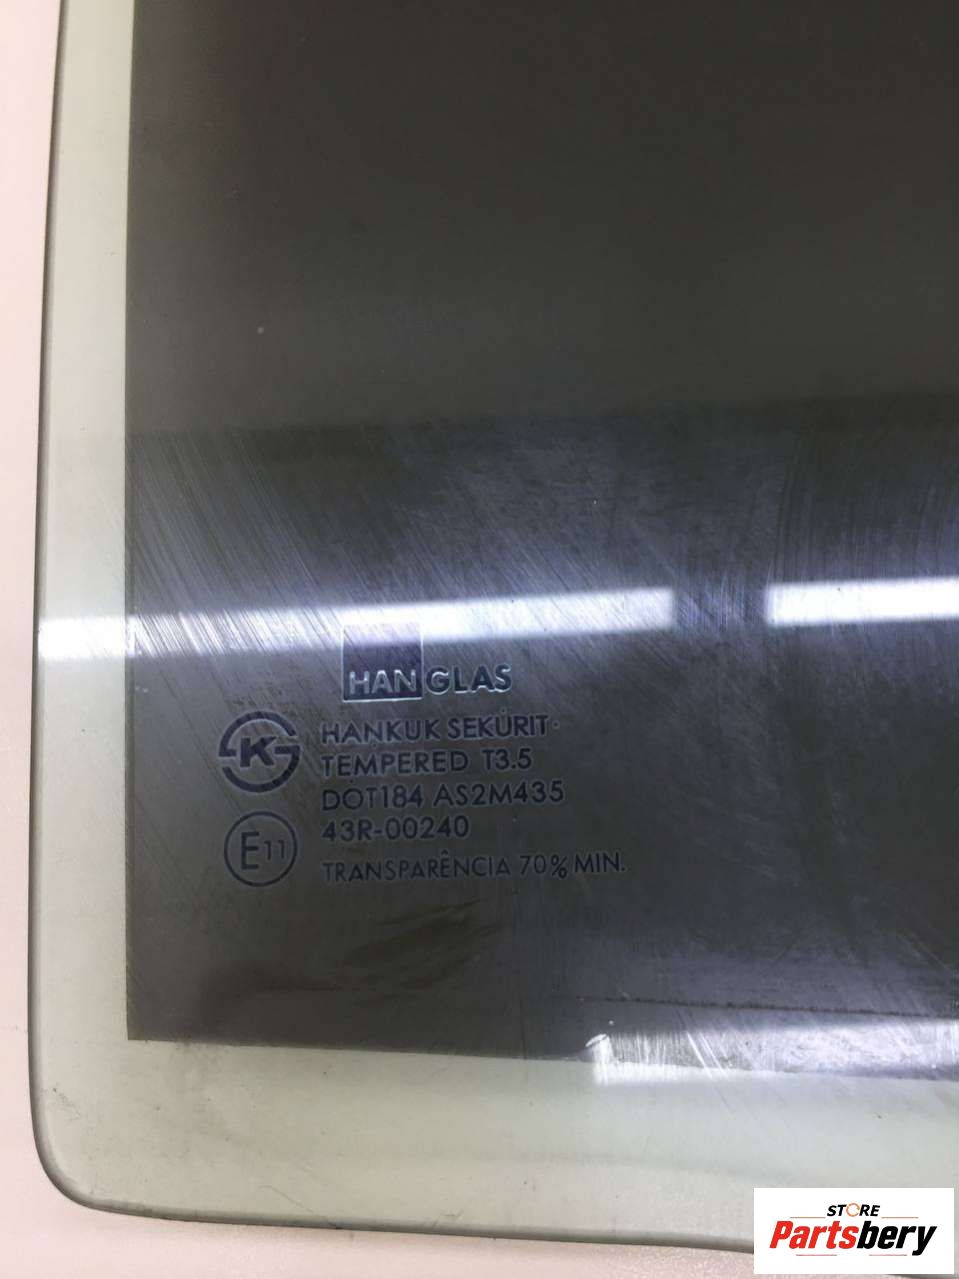 HANGLAS
K
HANKUK SEKURIT
TEMPERED T3.5
DOT184 AS2M435
E11
43R-00240
TRANSPARÊNCIA 70% MIN.
STORE
Partsbery